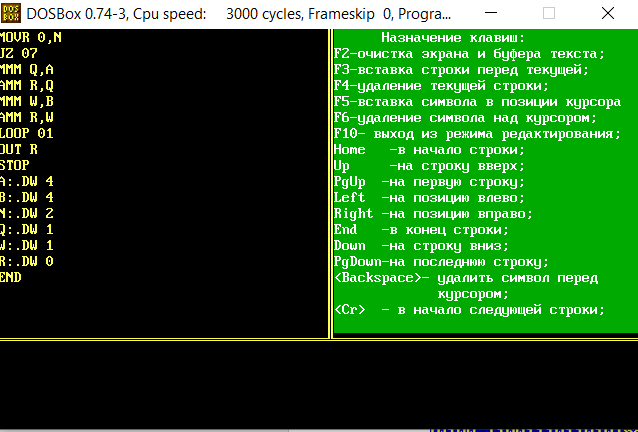 DOSBox 0.74-3, Cpu speed: 3000 cycles, Frameskip 0, Progra...
MOVR 0,N
JZ 07
MMM Q,A
AMM R,Q
MMM W,B
AMM R,W
LOOP 01
OUT R
STOP
A:.DW 4
B:.DW 4
N:.DW 2
Q:.DW 1
W:.DW 1
R:.DW 0
END
Назначение клавиш:
F2-очистка экрана и буфера текста;
F3-вставка строки перед текущей;
F4-удаление текущей строки;
F5-вставка символа в позиции курсора
F6-удаление символа над курсором;
F10- выход из режима редактирования;
Home -в начало строки;
Up -на строку вверх;
PgUp -на первую строку;
Left -на позицию влево;
Right -на позицию вправо;
End -в конец строки;
Down -на строку вниз;
PgDown-на последнюю строку;
<Backspace>- удалить символ перед
курсором;
<Cr> - в начало следующей строки;